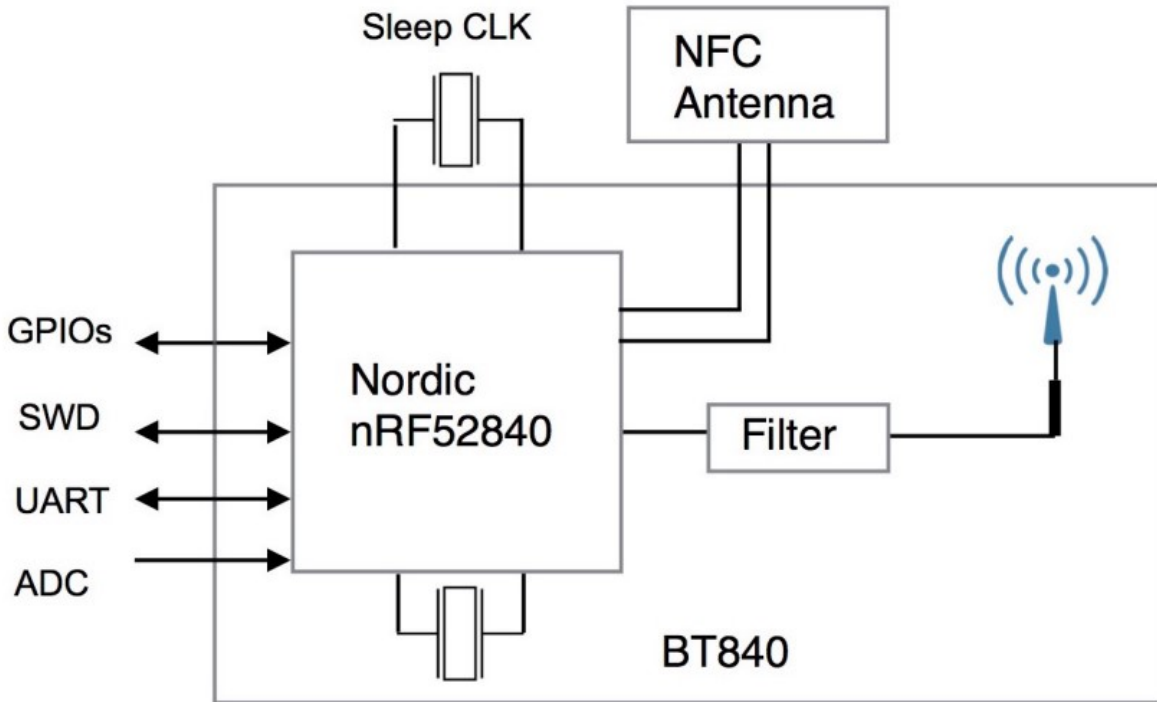 Sleep CLK
NFC
Antenna
GPIOs
SWD
UART
ADC
Nordic
nRF52840
Filter
BT840